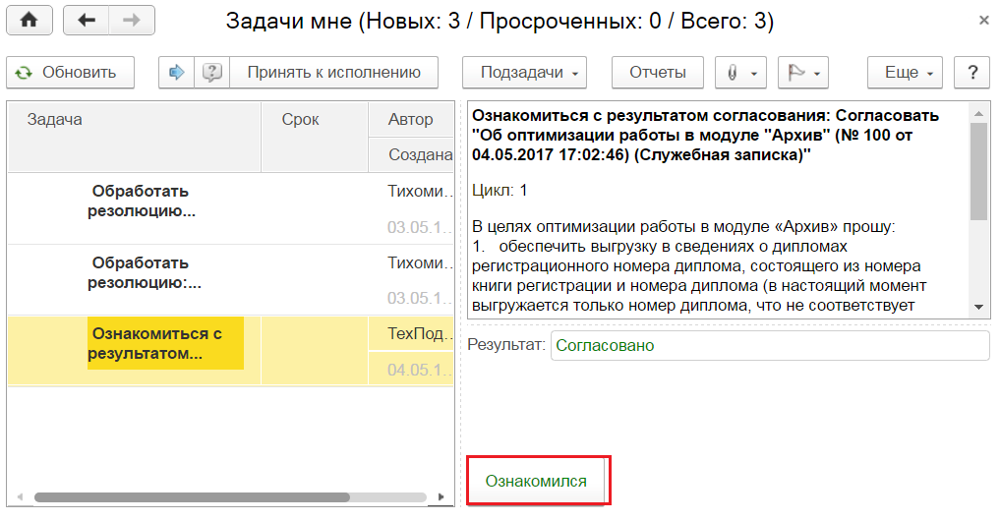 Задачи мне (Новых: 3 / Просроченных: 0 / Всего: 3)
×
Обновить
?
Принять к исполнению
Подзадачи
Отчеты
Еще
?
Задача
Срок
Автор
Создана
Обработать
резолюцию...
Тихоми...
03.05.1...
Обработать
резолюцию:...
Тихоми...
03.05.1...
Ознакомиться с
результатом...
ТехПод...
04.05.1...
Ознакомиться с результатом согласования: Согласовать
"Об оптимизации работы в модуле "Архив" (№ 100 от
04.05.2017 17:02:46) (Служебная записка)"
Цикл: 1
В целях оптимизации работы в модуле «Архив» прошу:
1. обеспечить выгрузку в сведениях о дипломах
регистрационного номера диплома, состоящего из номера
книги регистрации и номера диплома (в настоящий момент
выгружается только номер диплома, что не соответствует
Результат: Согласовано
Ознакомился